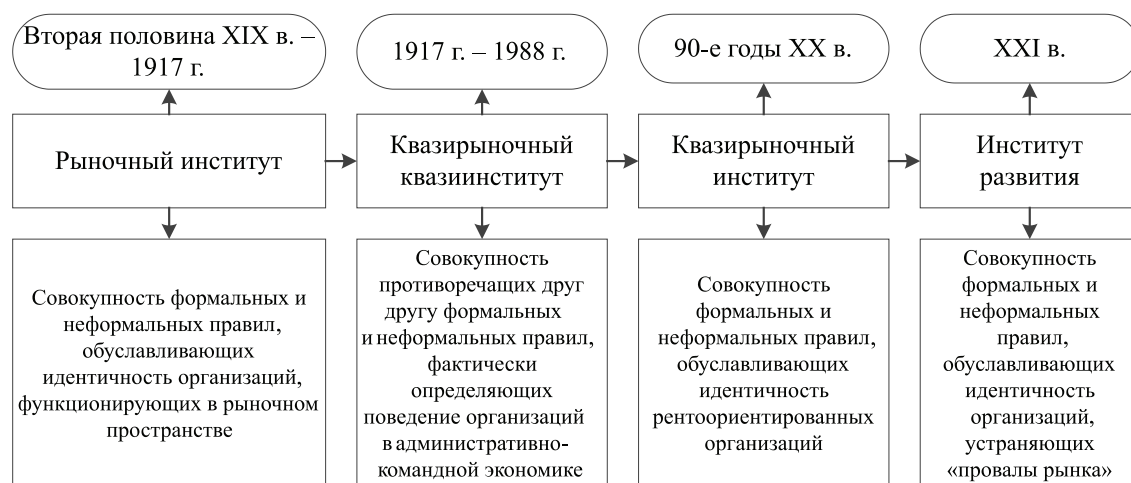 Вторая половина XIX в. –
1917 г.
1917 г. – 1988 г.
90-е годы XX в.
XXI в.
Рыночный институт
Квазирыночный
квазиинститут
Квазирыночный
институт
Институт
развития
Совокупность формальных и
неформальных правил,
обуславливающих
идентичность организаций,
функционирующих в рыночном
пространстве
Совокупность
противоречащих друг
другу формальных
и неформальных правил,
фактически
определяющих
поведение организаций
в административно-
командной экономике
Совокупность
формальных и
неформальных правил,
обуславливающих
идентичность
рентоориентированных
организаций
Совокупность
формальных и
неформальных
правил,
обуславливающих
идентичность
организаций,
устраняющих
«провалы рынка»